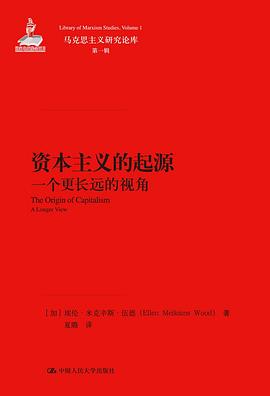 Library of Marxism Studies, Volume 1
马克思主义研究论库
第一辑
资本主义的起源
一个更长远的视角
The Origin of Capitalism
A Longer View
[加] 埃伦·米克辛斯·伍德 (Ellen Meiksins Wood) 著
夏璐 译
中国人民大学出版社